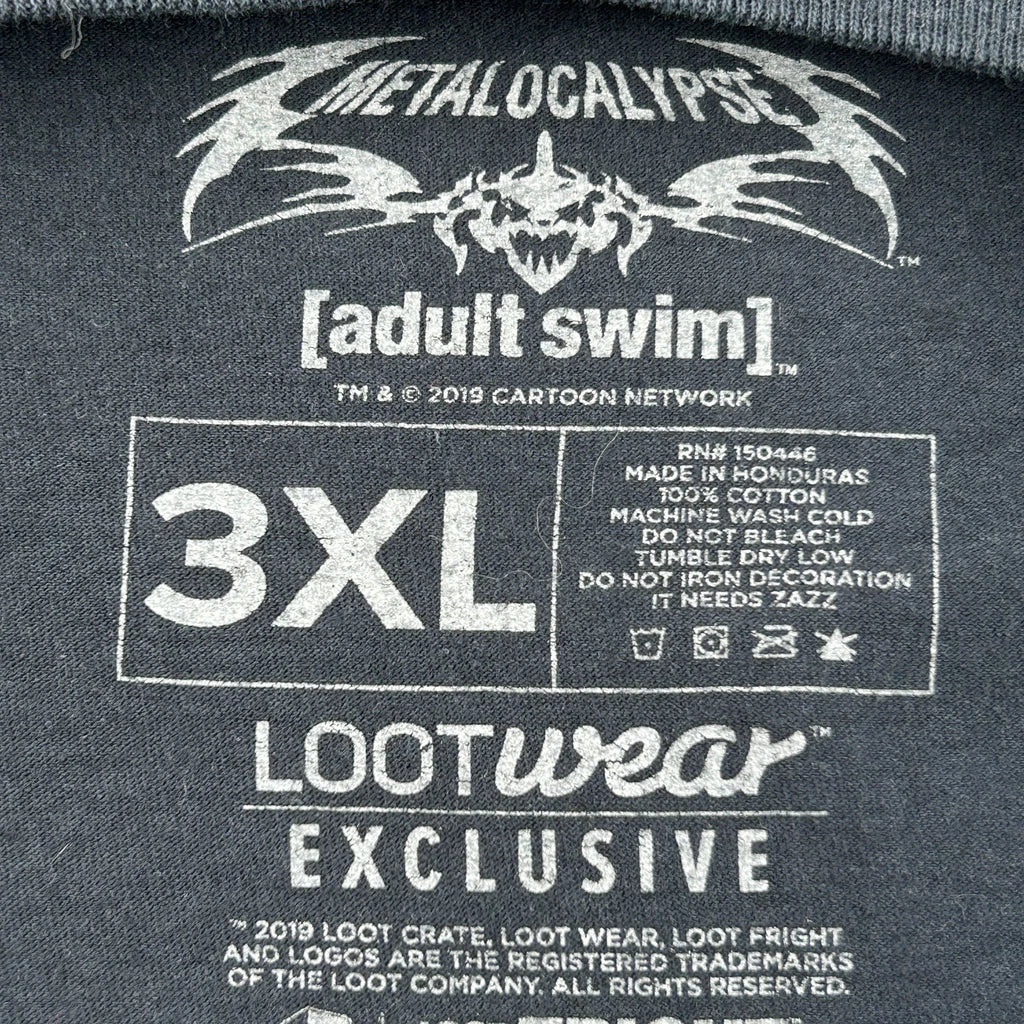 METALOCALYPSE
™
[adult swim]™
TM & © 2019 CARTOON NETWORK
3XL
RN# 150446
MADE IN HONDURAS
100% COTTON
MACHINE WASH COLD
DO NOT BLEACH
TUMBLE DRY LOW
DO NOT IRON DECORATION
IT NEEDS ZAZZ
LOOTwear™
EXCLUSIVE
™ 2019 LOOT CRATE, LOOT WEAR, LOOT FRIGHT
AND LOGOS ARE THE REGISTERED TRADEMARKS
OF THE LOOT COMPANY. ALL RIGHTS RESERVED.